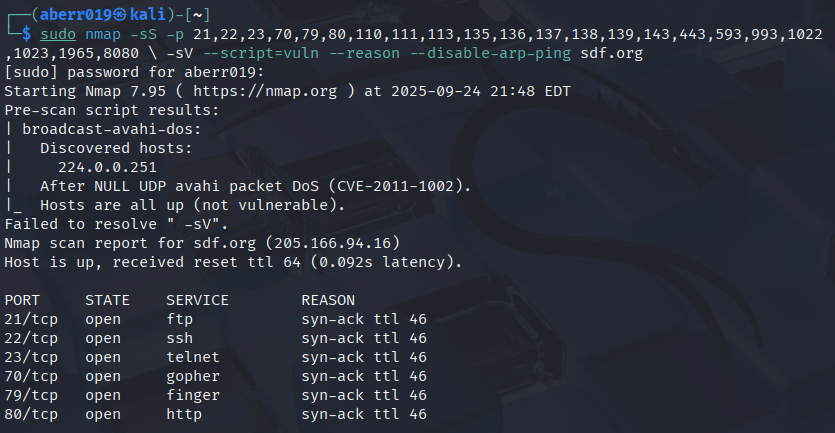 ┌──(aberr019㉿kali)-[~]
└─$ sudo nmap -sS -p 21,22,23,70,79,80,110,111,113,135,136,137,138,139,143,443,593,993,1022
,1023,1965,8080 \ -sV --script=vuln --reason --disable-arp-ping sdf.org
[sudo] password for aberr019:
Starting Nmap 7.95 ( https://nmap.org ) at 2025-09-24 21:48 EDT
Pre-scan script results:
| broadcast-avahi-dos:
|   Discovered hosts:
|     224.0.0.251
|   After NULL UDP avahi packet DoS (CVE-2011-1002).
|_  Hosts are all up (not vulnerable).
Failed to resolve " -sV".
Nmap scan report for sdf.org (205.166.94.16)
Host is up, received reset ttl 64 (0.092s latency).

PORT     STATE    SERVICE        REASON
21/tcp   open     ftp            syn-ack ttl 46
22/tcp   open     ssh            syn-ack ttl 46
23/tcp   open     telnet         syn-ack ttl 46
70/tcp   open     gopher         syn-ack ttl 46
79/tcp   open     finger         syn-ack ttl 46
80/tcp   open     http           syn-ack ttl 46